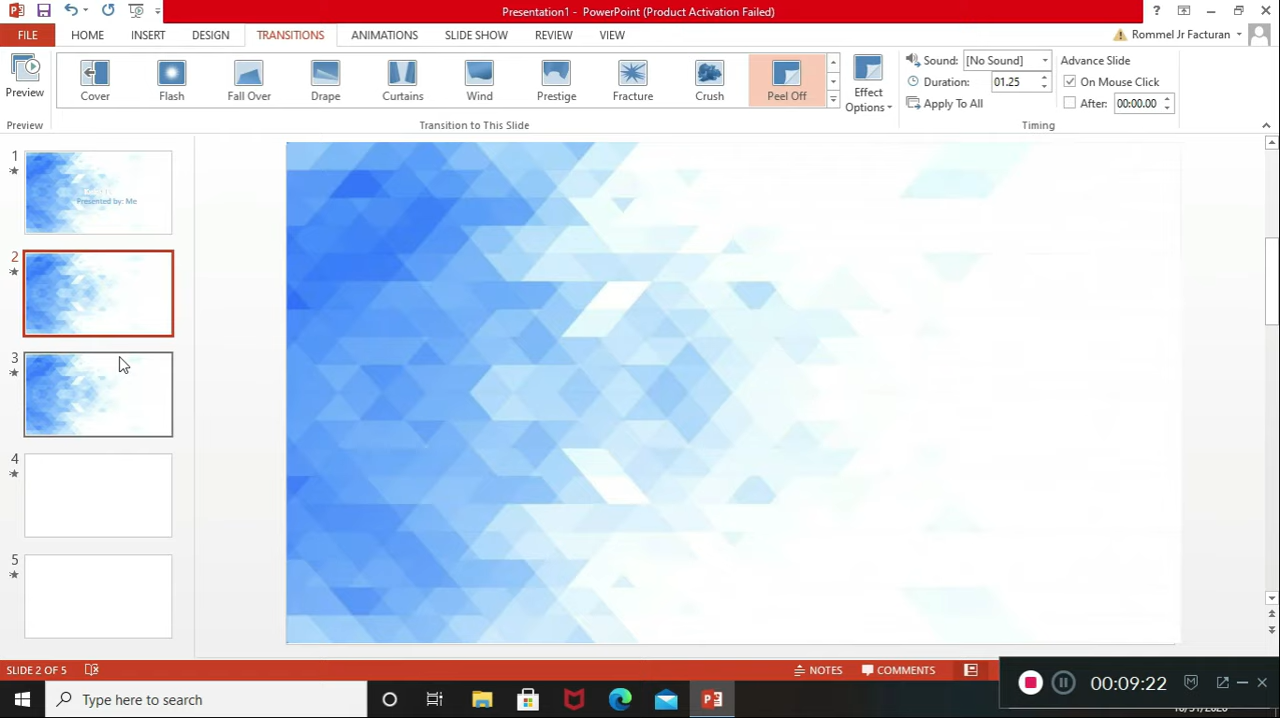 Presentation1 - PowerPoint (Product Activation Failed)
FILE HOME INSERT DESIGN TRANSITIONS ANIMATIONS SLIDE SHOW REVIEW VIEW
Rommel Jr Facturan
Preview
Cover Flash Fall Over Drape Curtains Wind Prestige Fracture Crush Peel Off
Effect Options
Sound: [No Sound]
Duration: 01.25
Apply To All
Advance Slide
On Mouse Click
After: 00:00.00
Preview
Transition to This Slide
Timing
1
Presented by: Me
2
3
4
5
SLIDE 2 OF 5
NOTES
COMMENTS
00:09:22
Type here to search